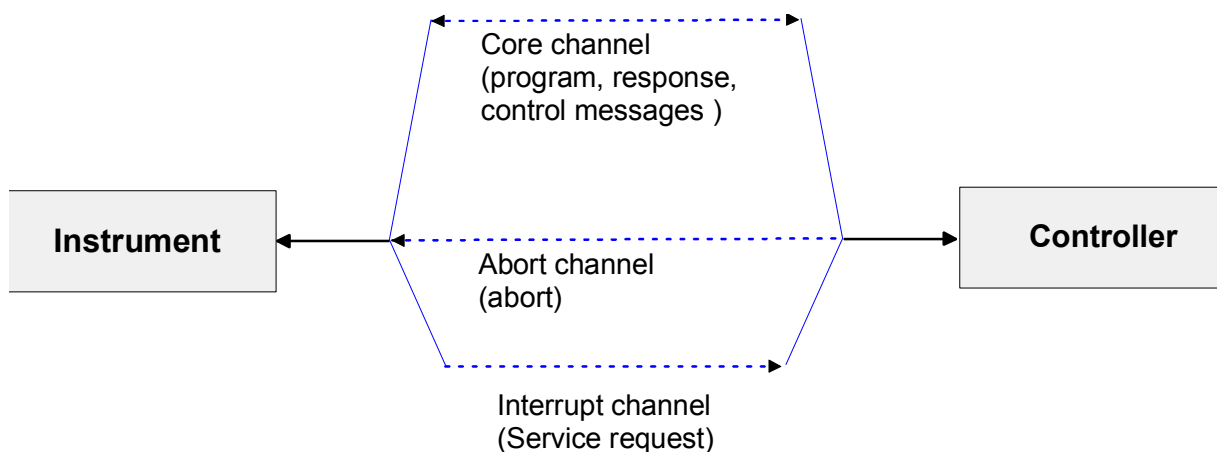 Core channel
(program, response,
control messages )
Instrument
Controller
Abort channel
(abort)
Interrupt channel
(Service request)